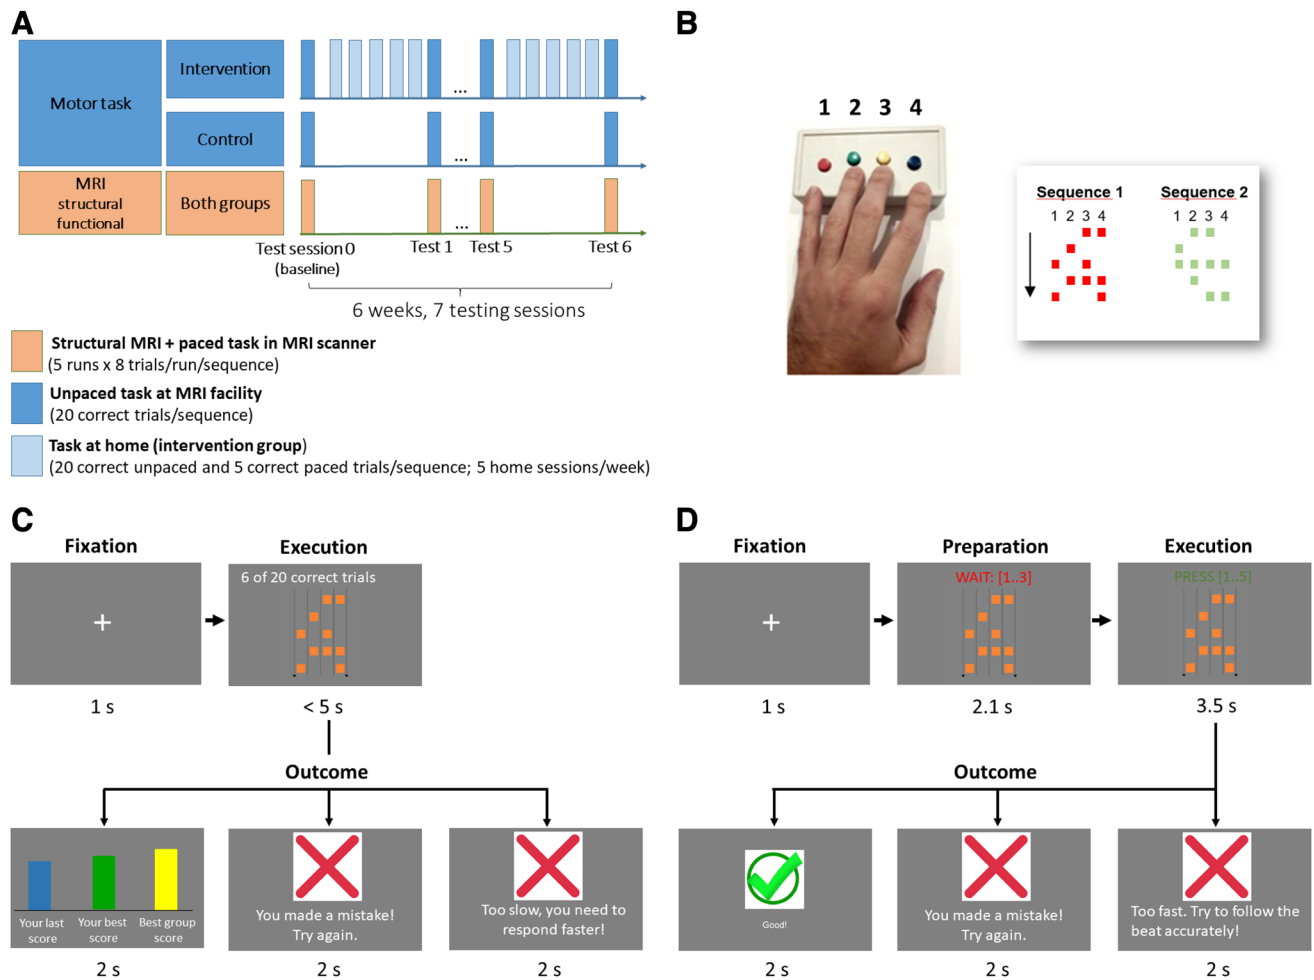 A
Motor task
Intervention
Control
MRI
structural
functional
Both groups
...
...
...
Test session 0
(baseline)
Test 1
Test 5
Test 6
6 weeks, 7 testing sessions
Structural MRI + paced task in MRI scanner
(5 runs x 8 trials/run/sequence)
Unpaced task at MRI facility
(20 correct trials/sequence)
Task at home (intervention group)
(20 correct unpaced and 5 correct paced trials/sequence; 5 home sessions/week)
B
1 2 3 4
Sequence 1
1 2 3 4
Sequence 2
1 2 3 4
C
Fixation
Execution
+
6 of 20 correct trials
1 s
< 5 s
Outcome
Your last
score
Your best
score
Best group
score
You made a mistake!
Try again.
Too slow, you need to
respond faster!
2 s
2 s
2 s
D
Fixation
Preparation
Execution
+
WAIT: [1..3]
PRESS [1..5]
1 s
2.1 s
3.5 s
Outcome
Good!
You made a mistake!
Try again.
Too fast. Try to follow the
beat accurately!
2 s
2 s
2 s